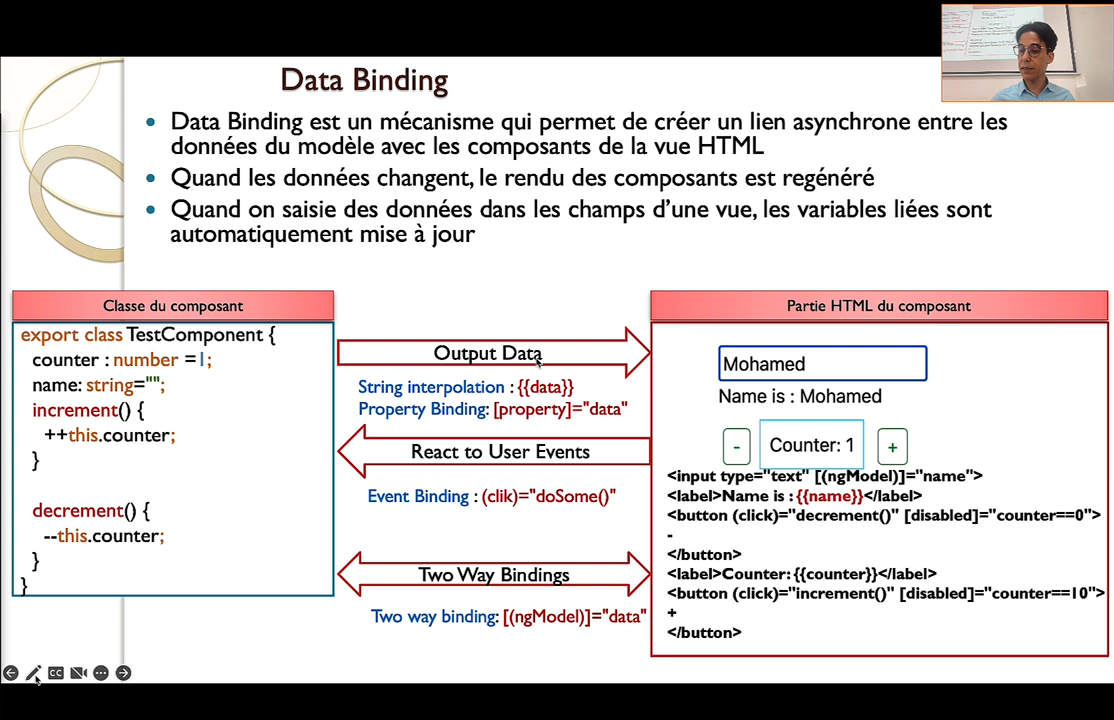 Data Binding
Data Binding est un mécanisme qui permet de créer un lien asynchrone entre les
données du modèle avec les composants de la vue HTML
Quand les données changent, le rendu des composants est regénéré
Quand on saisie des données dans les champs d’une vue, les variables liées sont
automatiquement mise à jour
Classe du composant
export class TestComponent {
counter : number =1;
name: string="";
increment() {
++this.counter;
}
decrement() {
--this.counter;
}
}
Output Data
String interpolation : {{data}}
Property Binding: [property]="data"
React to User Events
Event Binding : (clik)="doSome()"
Two Way Bindings
Two way binding: [(ngModel)]="data"
Partie HTML du composant
Mohamed
Name is : Mohamed
- Counter: 1 +
<input type="text" [(ngModel)]="name">
<label>Name is : {{name}}</label>
<button (click)="decrement()" [disabled]="counter==0">
-
</button>
<label>Counter: {{counter}}</label>
<button (click)="increment()" [disabled]="counter==10">
+
</button>
CC